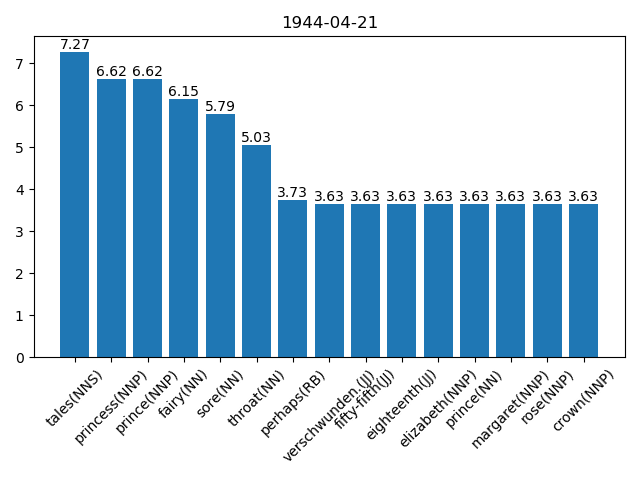 1944-04-21
7.27
6.62
6.62
6.15
5.79
5.03
3.73
3.63
3.63
3.63
3.63
3.63
3.63
3.63
3.63
7
6
5
4
3
2
1
0
tales(NNS)
princess(NNP)
prince(NNP)
fairy(NN)
sore(NN)
throat(NN)
perhaps(RB)
verschwunden.(JJ)
fifty-fifth(JJ)
eighteenth(JJ)
elizabeth(NNP)
prince(NN)
margaret(NNP)
rose(NNP)
crown(NNP)